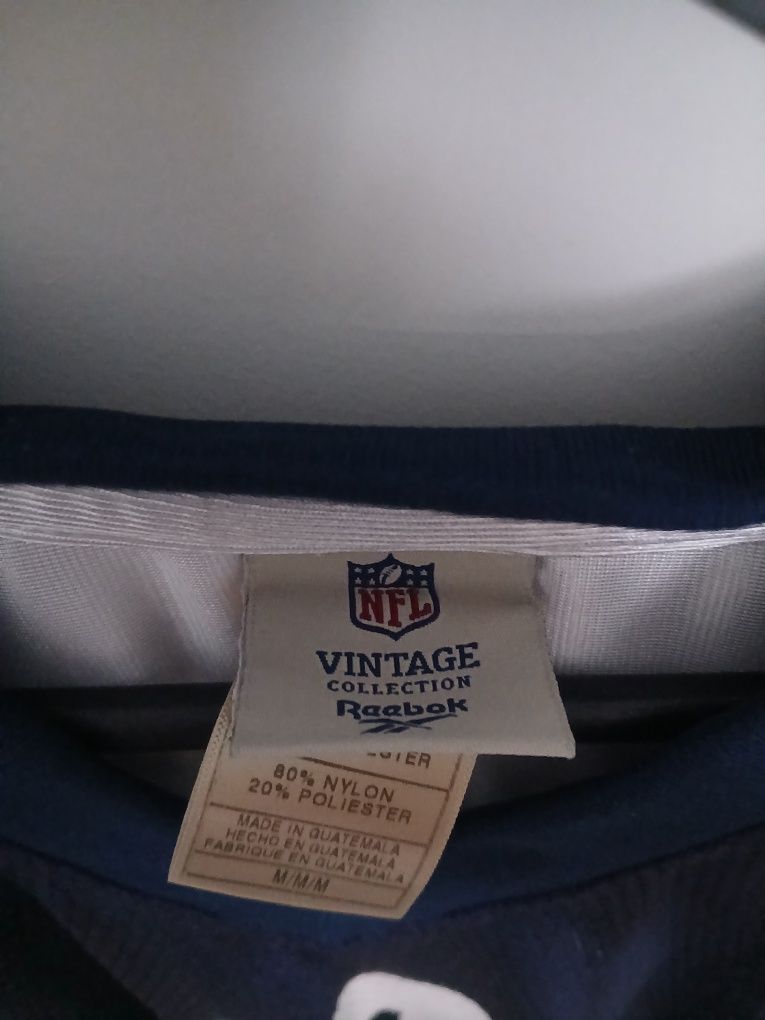 NFL
VINTAGE
COLLECTION
Reebok
80% NYLON
20% POLIESTER
MADE IN GUATEMALA
HECHO EN GUATEMALA
FABRIQUE EN GUATEMALA
M/M/M